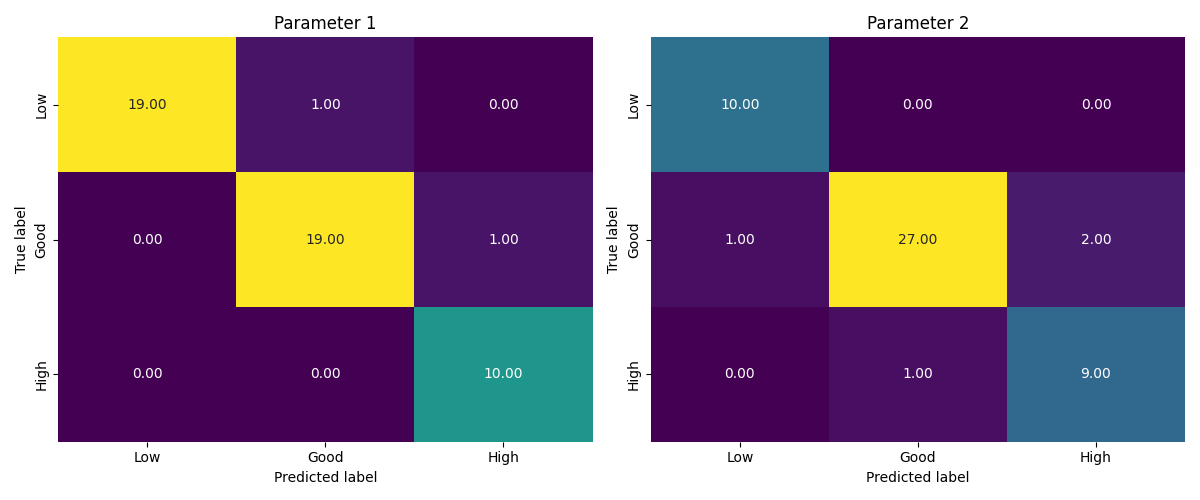 Parameter 1
Low
19.00 1.00 0.00
True label
Good
0.00 19.00 1.00
High
0.00 0.00 10.00
Low Good High
Predicted label
Parameter 2
Low
10.00 0.00 0.00
True label
Good
1.00 27.00 2.00
High
0.00 1.00 9.00
Low Good High
Predicted label